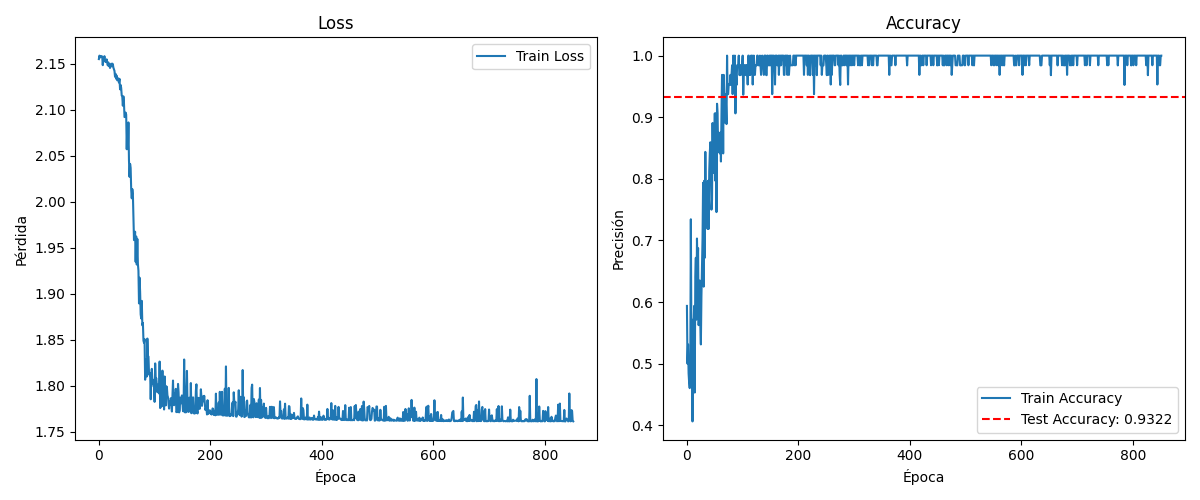 Loss
Pérdida
2.15
2.10
2.05
2.00
1.95
1.90
1.85
1.80
1.75
Train Loss
0
200
400
600
800
Época
Accuracy
Precisión
1.0
0.9
0.8
0.7
0.6
0.5
0.4
Train Accuracy
Test Accuracy: 0.9322
0
200
400
600
800
Época